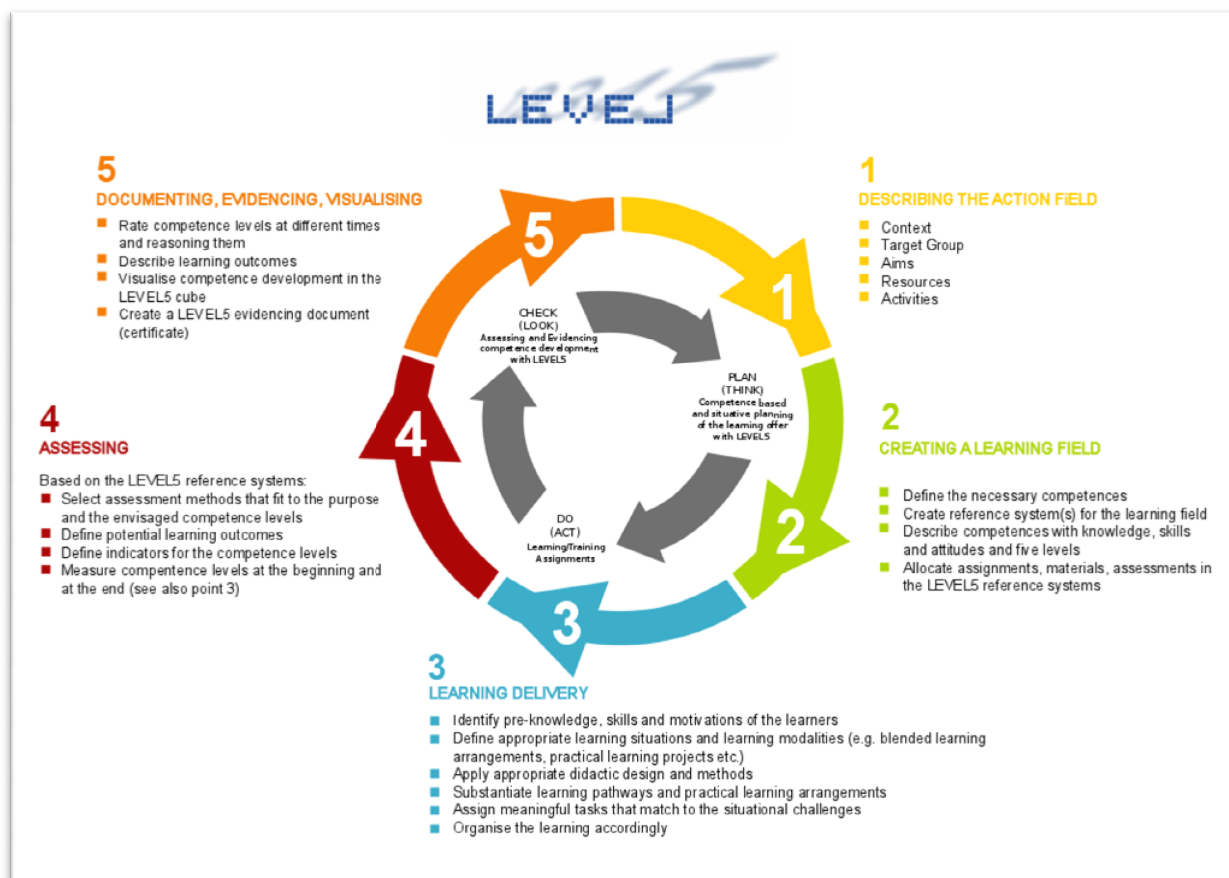 LEVEL5
5
DOCUMENTING, EVIDENCING, VISUALISING
Rate competence levels at different times
and reasoning them
Describe learning outcomes
Visualise competence development in the
LEVEL5 cube
Create a LEVEL5 evidencing document
(certificate)
1
DESCRIBING THE ACTION FIELD
Context
Target Group
Aims
Resources
Activities
5
1
CHECK
(LOOK)
Assessing and Evidencing
competence development
with LEVEL5
PLAN
(THINK)
Competence based
and situative planning
of the learning offer
with LEVEL5
4
ASSESSING
Based on the LEVEL5 reference systems:
Select assessment methods that fit to the purpose
and the envisaged competence levels
Define potential learning outcomes
Define indicators for the competence levels
Measure compentence levels at the beginning and
at the end (see also point 3)
4
2
CREATING A LEARNING FIELD
Define the necessary competences
Create reference system(s) for the learning field
Describe competences with knowledge, skills
and attitudes and five levels
Allocate assignments, materials, assessments in
the LEVEL5 reference systems
DO
(ACT)
Learning/Training
Assignments
2
3
3
LEARNING DELIVERY
Identify pre-knowledge, skills and motivations of the learners
Define appropriate learning situations and learning modalities (e.g. blended learning
arrangements, practical learning projects etc.)
Apply appropriate didactic design and methods
Substantiate learning pathways and practical learning arrangements
Assign meaningful tasks that match to the situational challenges
Organise the learning accordingly